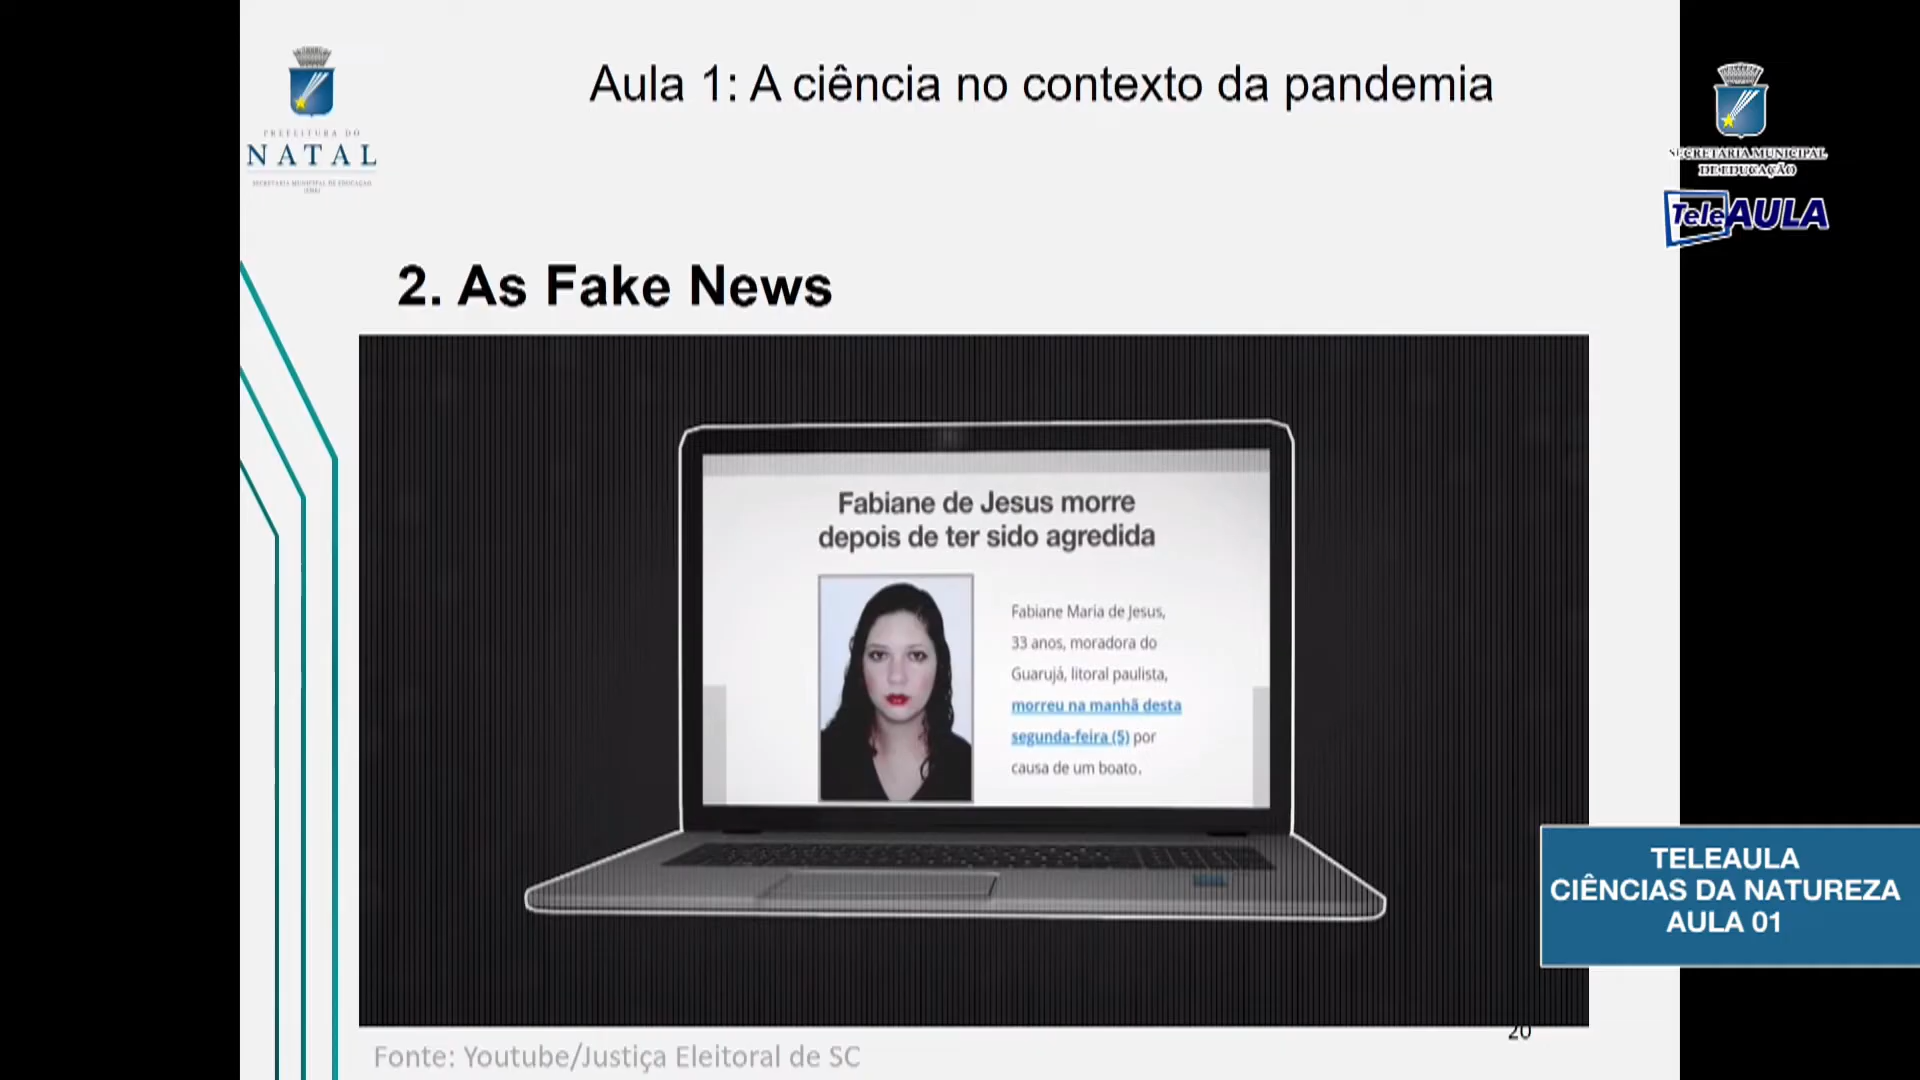 Aula 1: A ciência no contexto da pandemia
PREFEITURA DO
NATAL
SECRETARIA MUNICIPAL DE EDUCAÇÃO
SECRETARIA MUNICIPAL
DE EDUCAÇÃO
TeleAULA
2. As Fake News
Fabiane de Jesus morre
depois de ter sido agredida
Fabiane Maria de Jesus,
33 anos, moradora do
Guarujá, litoral paulista,
morreu na manhã desta
segunda-feira (5) por
causa de um boato.
TELEAULA
CIÊNCIAS DA NATUREZA
AULA 01
20
Fonte: Youtube/Justiça Eleitoral de SC